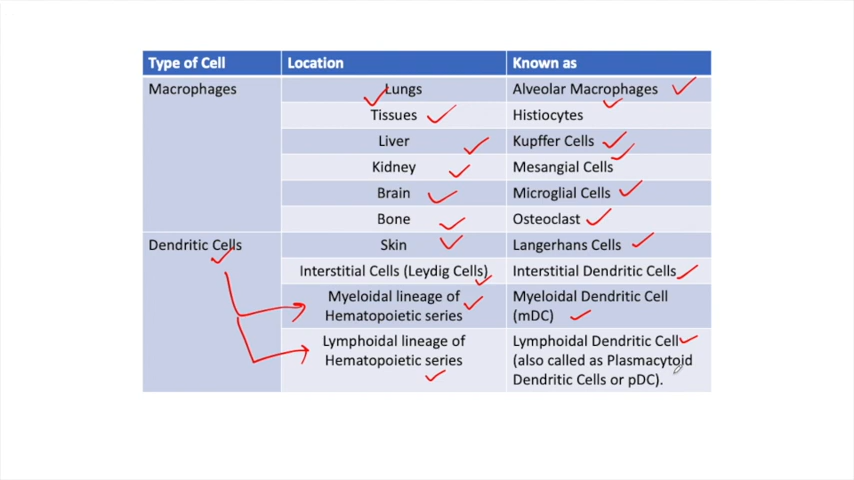 Type of Cell Location Known as
Macrophages Lungs Alveolar Macrophages
Tissues Histiocytes
Liver Kupffer Cells
Kidney Mesangial Cells
Brain Microglial Cells
Bone Osteoclast
Dendritic Cells Skin Langerhans Cells
Interstitial Cells (Leydig Cells) Interstitial Dendritic Cells
Myeloidal lineage of
Hematopoietic series
Myeloidal Dendritic Cell
(mDC)
Lymphoidal lineage of
Hematopoietic series
Lymphoidal Dendritic Cell
(also called as Plasmacytoid
Dendritic Cells or pDC).